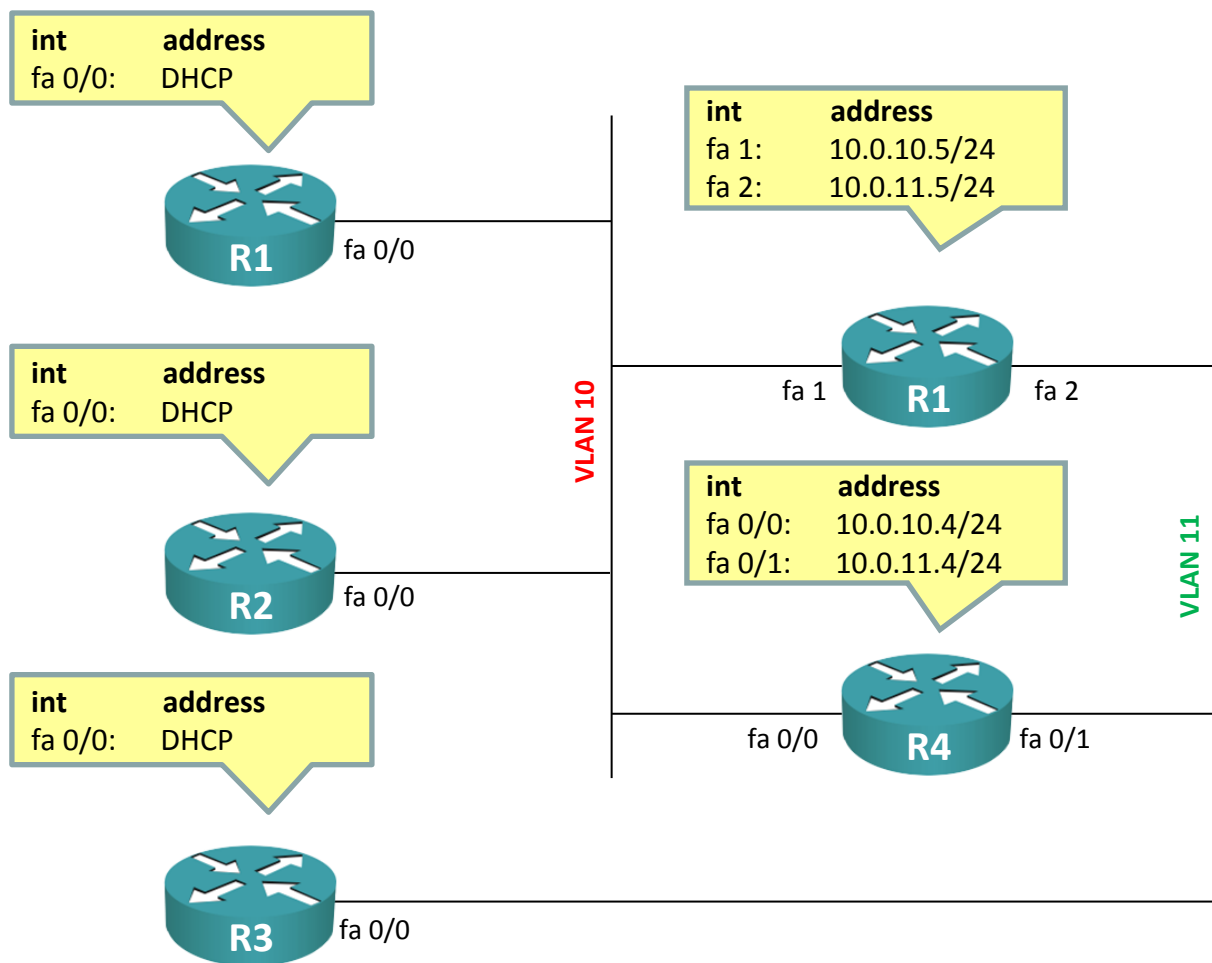 int address
fa 0/0: DHCP
R1
fa 0/0
int address
fa 1: 10.0.10.5/24
fa 2: 10.0.11.5/24
fa 1
R1
fa 2
int address
fa 0/0: DHCP
R2
fa 0/0
VLAN 10
int address
fa 0/0: 10.0.10.4/24
fa 0/1: 10.0.11.4/24
fa 0/0
R4
fa 0/1
VLAN 11
int address
fa 0/0: DHCP
R3
fa 0/0